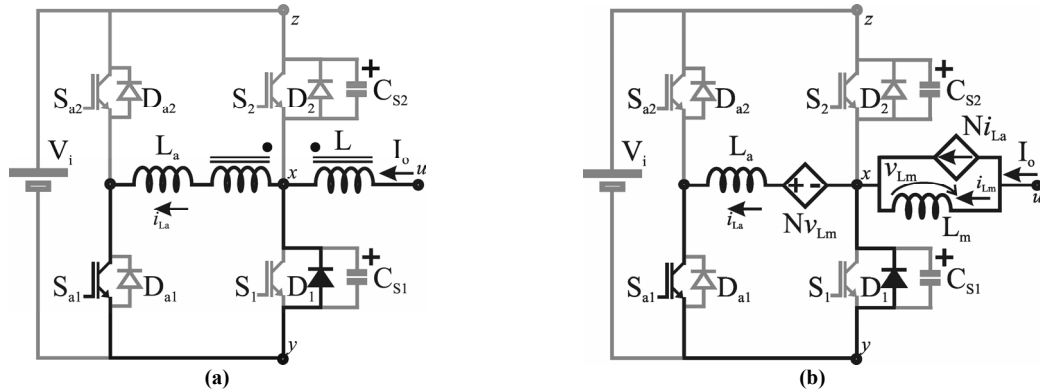 z
S_a2 D_a2 S_2 D_2 C_S2 +
V_i L_a L I_o u
x
i_La
S_a1 D_a1 S_1 D_1 C_S1 +
y
(a)
z
S_a2 D_a2 S_2 D_2 C_S2 +
Ni_La
V_i L_a x v_Lm I_o u
+ - i_Lm
i_La Nv_Lm L_m
S_a1 D_a1 S_1 D_1 C_S1 +
y
(b)